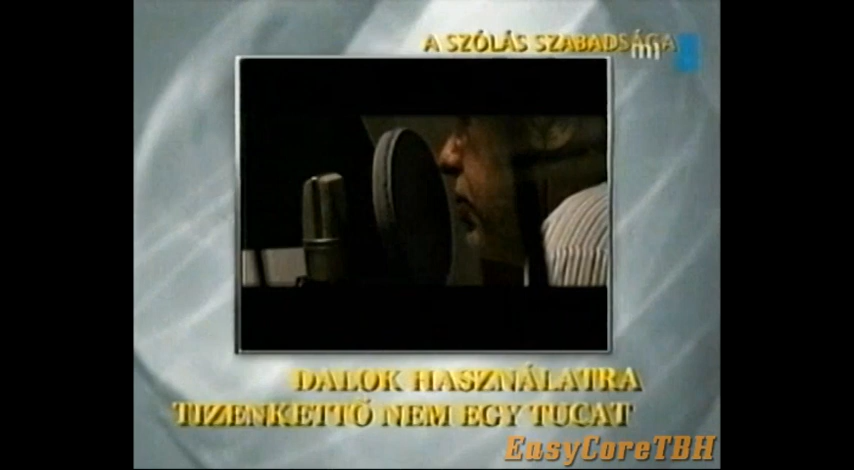 A SZÓLÁS SZABADSÁGA
m1
DALOK HASZNÁLATRA
TIZENKETTŐ NEM EGY TUCAT
EasyCoreTBH